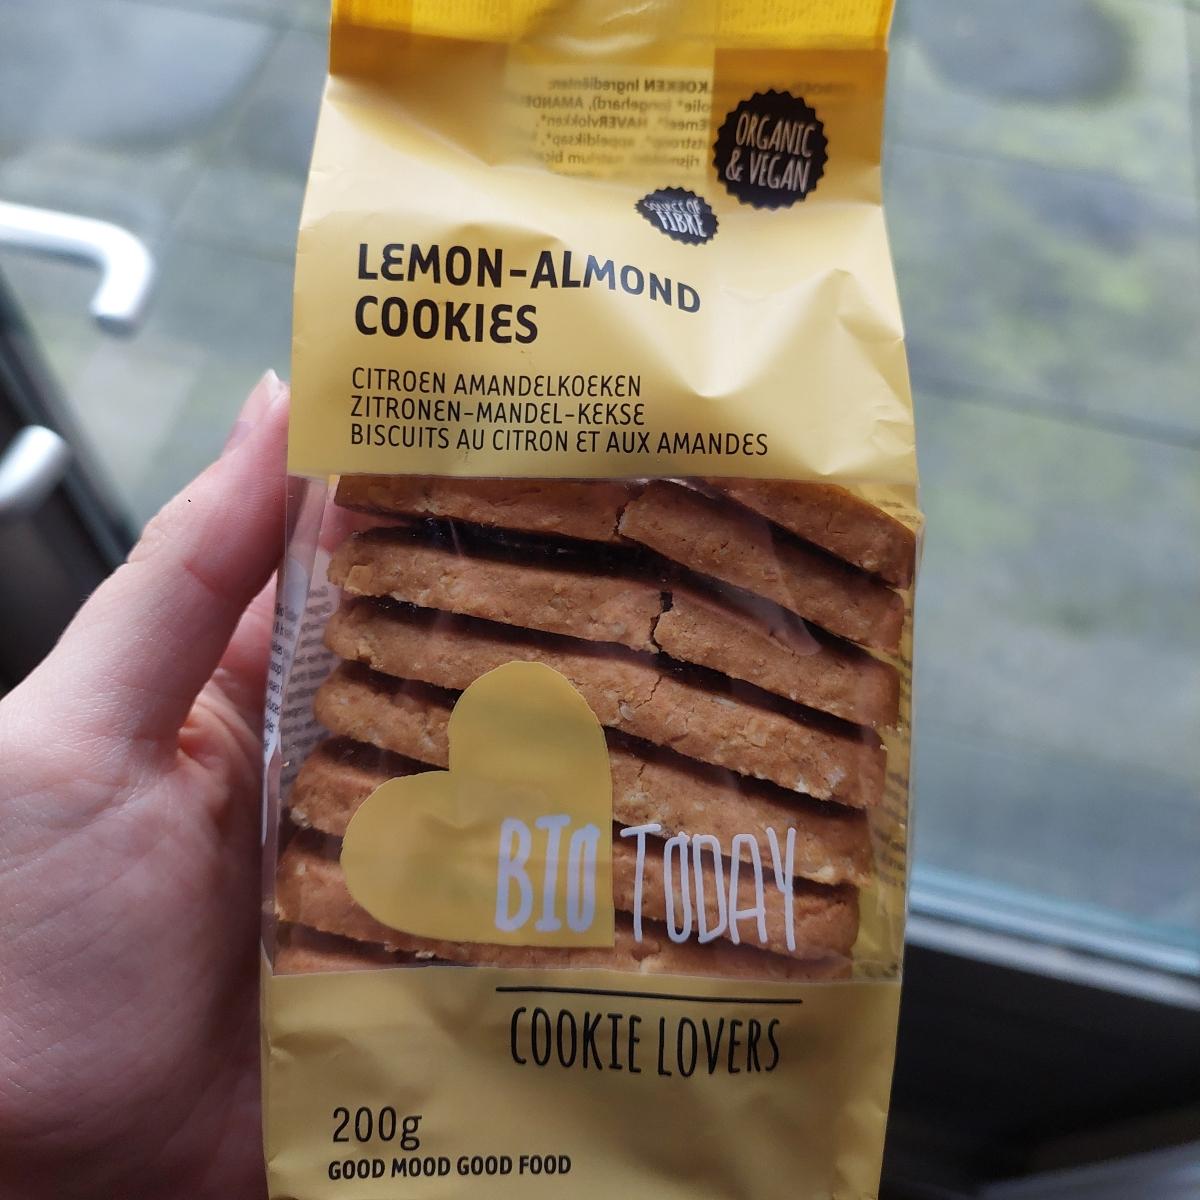 ORGANIC
& VEGAN
SOURCE OF
FIBRE
LEMON-ALMOND
COOKIES
CITROEN AMANDELKOEKEN
ZITRONEN-MANDEL-KEKSE
BISCUITS AU CITRON ET AUX AMANDES
BIO TODAY
COOKIE LOVERS
200g
GOOD MOOD GOOD FOOD